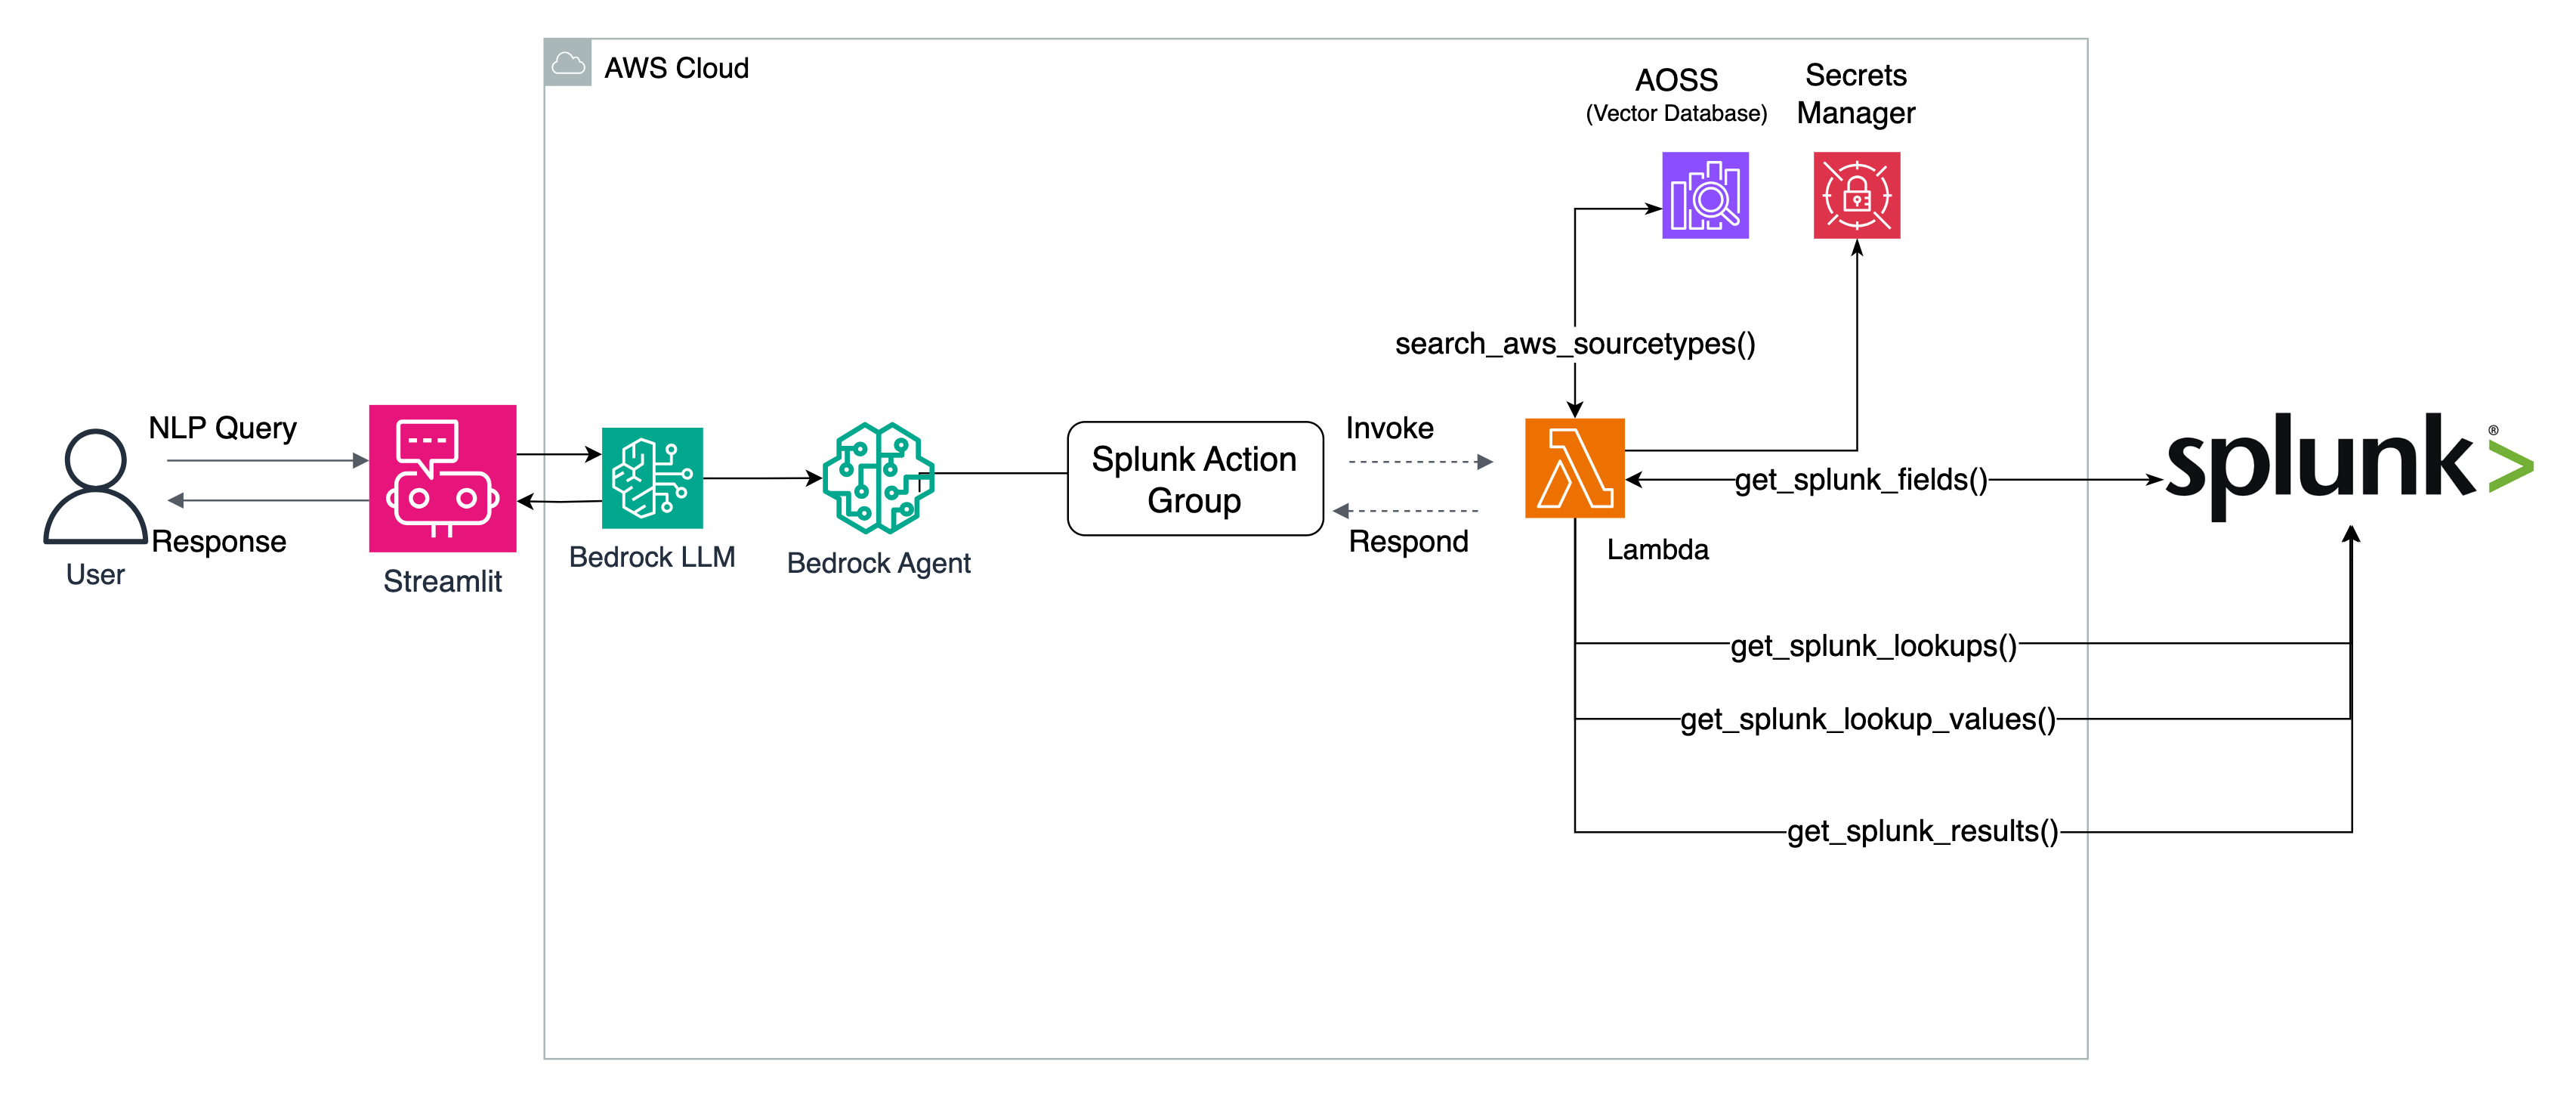 AWS Cloud
AOSS
(Vector Database)
Secrets
Manager
search_aws_sourcetypes()
NLP Query
Response
User
Streamlit
Bedrock LLM
Bedrock Agent
Splunk Action
Group
Invoke
Respond
Lambda
get_splunk_fields()
splunk>®
get_splunk_lookups()
get_splunk_lookup_values()
get_splunk_results()